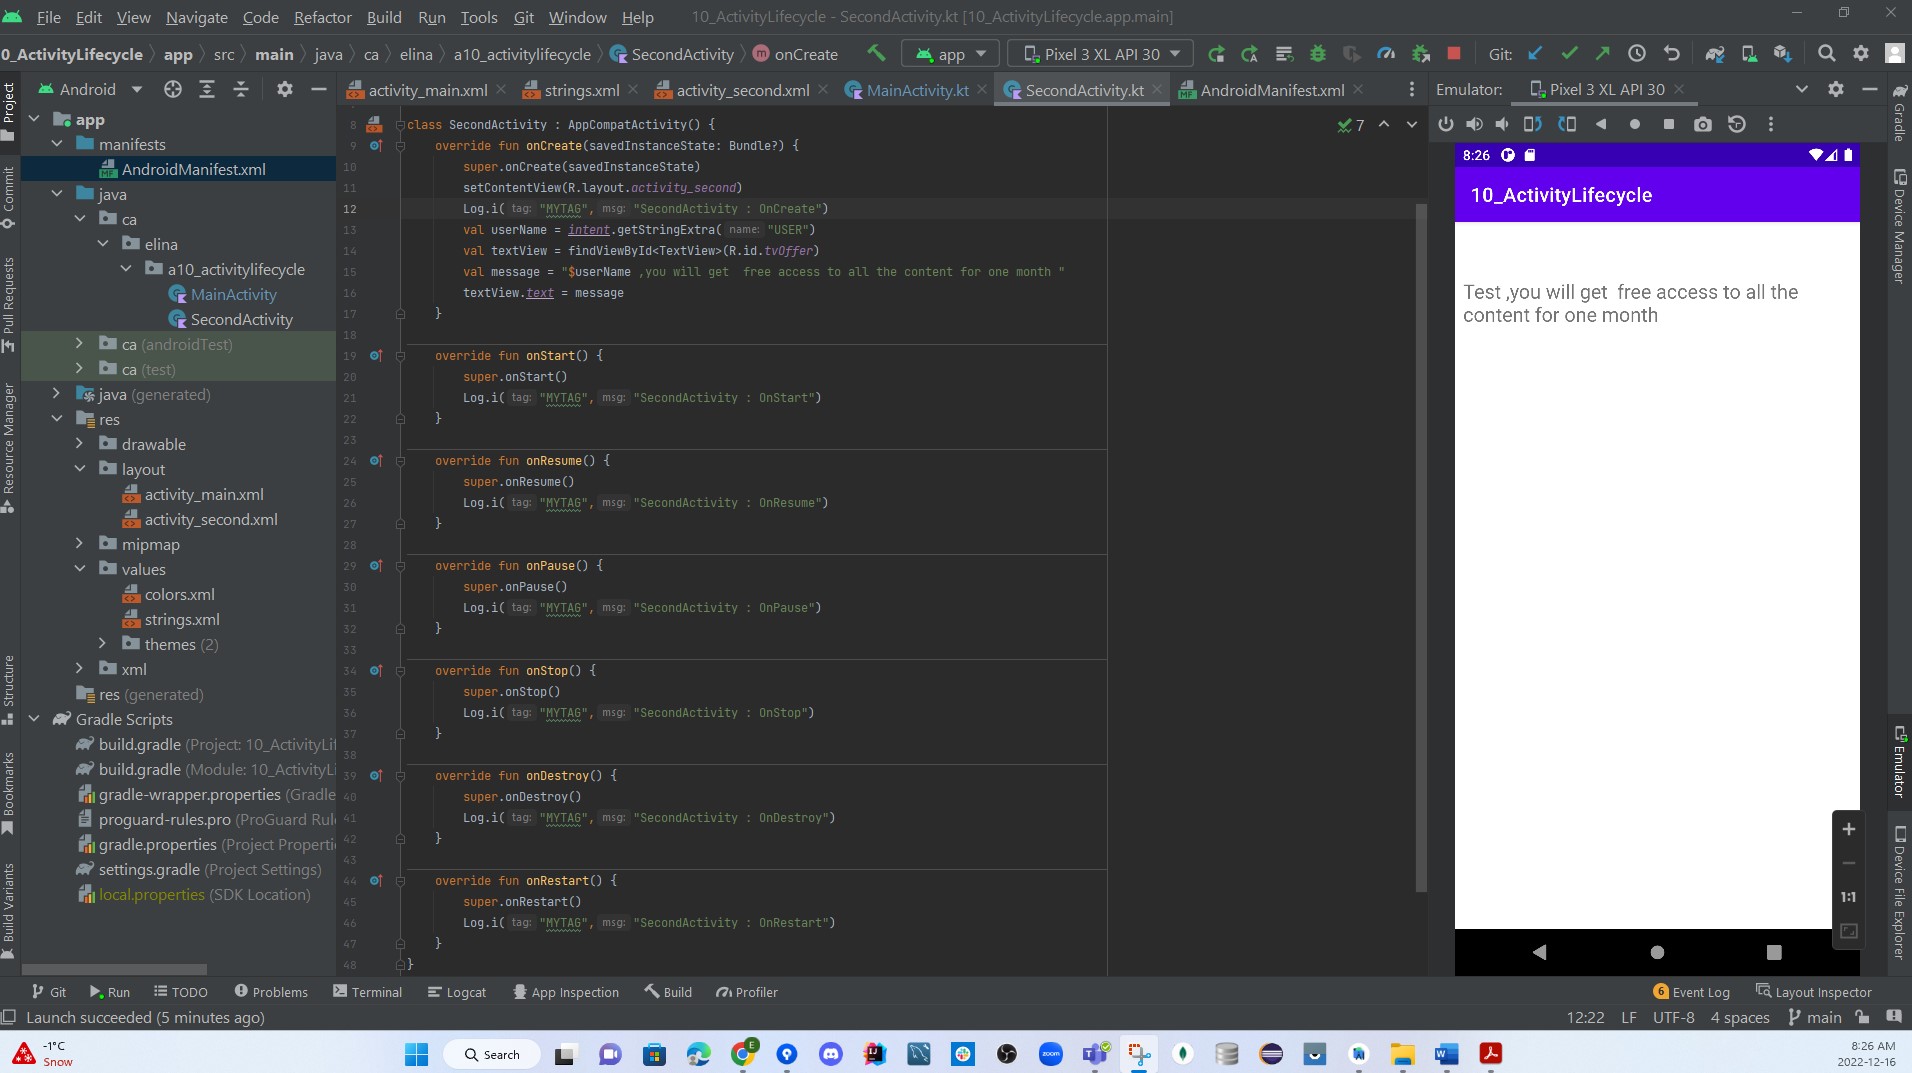 File Edit View Navigate Code Refactor Build Run Tools Git Window Help 10_ActivityLifecycle - SecondActivity.kt [10_ActivityLifecycle.app.main]
0_ActivityLifecycle app src main java ca elina a10_activitylifecycle SecondActivity onCreate app Pixel 3 XL API 30 Git:
Android activity_main.xml strings.xml activity_second.xml MainActivity.kt SecondActivity.kt AndroidManifest.xml Emulator: Pixel 3 XL API 30
Project
Commit
Pull Requests
Resource Manager
Structure
Bookmarks
Build Variants
app
manifests
AndroidManifest.xml
java
ca
elina
a10_activitylifecycle
MainActivity
SecondActivity
ca (androidTest)
ca (test)
java (generated)
res
drawable
layout
activity_main.xml
activity_second.xml
mipmap
values
colors.xml
strings.xml
themes (2)
xml
res (generated)
Gradle Scripts
build.gradle (Project: 10_ActivityLi
build.gradle (Module: 10_ActivityL
gradle-wrapper.properties (Gradle
proguard-rules.pro (ProGuard Rul
gradle.properties (Project Properti
settings.gradle (Project Settings)
local.properties (SDK Location)
7
8 class SecondActivity : AppCompatActivity() {
9 override fun onCreate(savedInstanceState: Bundle?) {
10 super.onCreate(savedInstanceState)
11 setContentView(R.layout.activity_second)
12 Log.i( tag: "MYTAG", msg: "SecondActivity : OnCreate")
13 val userName = intent.getStringExtra( name: "USER")
14 val textView = findViewById<TextView>(R.id.tvOffer)
15 val message = "$userName ,you will get  free access to all the content for one month "
16 textView.text = message
17 }
18
19 override fun onStart() {
20 super.onStart()
21 Log.i( tag: "MYTAG", msg: "SecondActivity : OnStart")
22 }
23
24 override fun onResume() {
25 super.onResume()
26 Log.i( tag: "MYTAG", msg: "SecondActivity : OnResume")
27 }
28
29 override fun onPause() {
30 super.onPause()
31 Log.i( tag: "MYTAG", msg: "SecondActivity : OnPause")
32 }
33
34 override fun onStop() {
35 super.onStop()
36 Log.i( tag: "MYTAG", msg: "SecondActivity : OnStop")
37 }
38
39 override fun onDestroy() {
40 super.onDestroy()
41 Log.i( tag: "MYTAG", msg: "SecondActivity : OnDestroy")
42 }
43
44 override fun onRestart() {
45 super.onRestart()
46 Log.i( tag: "MYTAG", msg: "SecondActivity : OnRestart")
47 }
48 }
8:26
10_ActivityLifecycle
Test ,you will get  free access to all the
content for one month
1:1
Gradle
Device Manager
Emulator
Device File Explorer
Git Run TODO Problems Terminal Logcat App Inspection Build Profiler 6 Event Log Layout Inspector
Launch succeeded (5 minutes ago) 12:22 LF UTF-8 4 spaces main
-1°C
Snow
Search
zoom
8:26 AM
2022-12-16